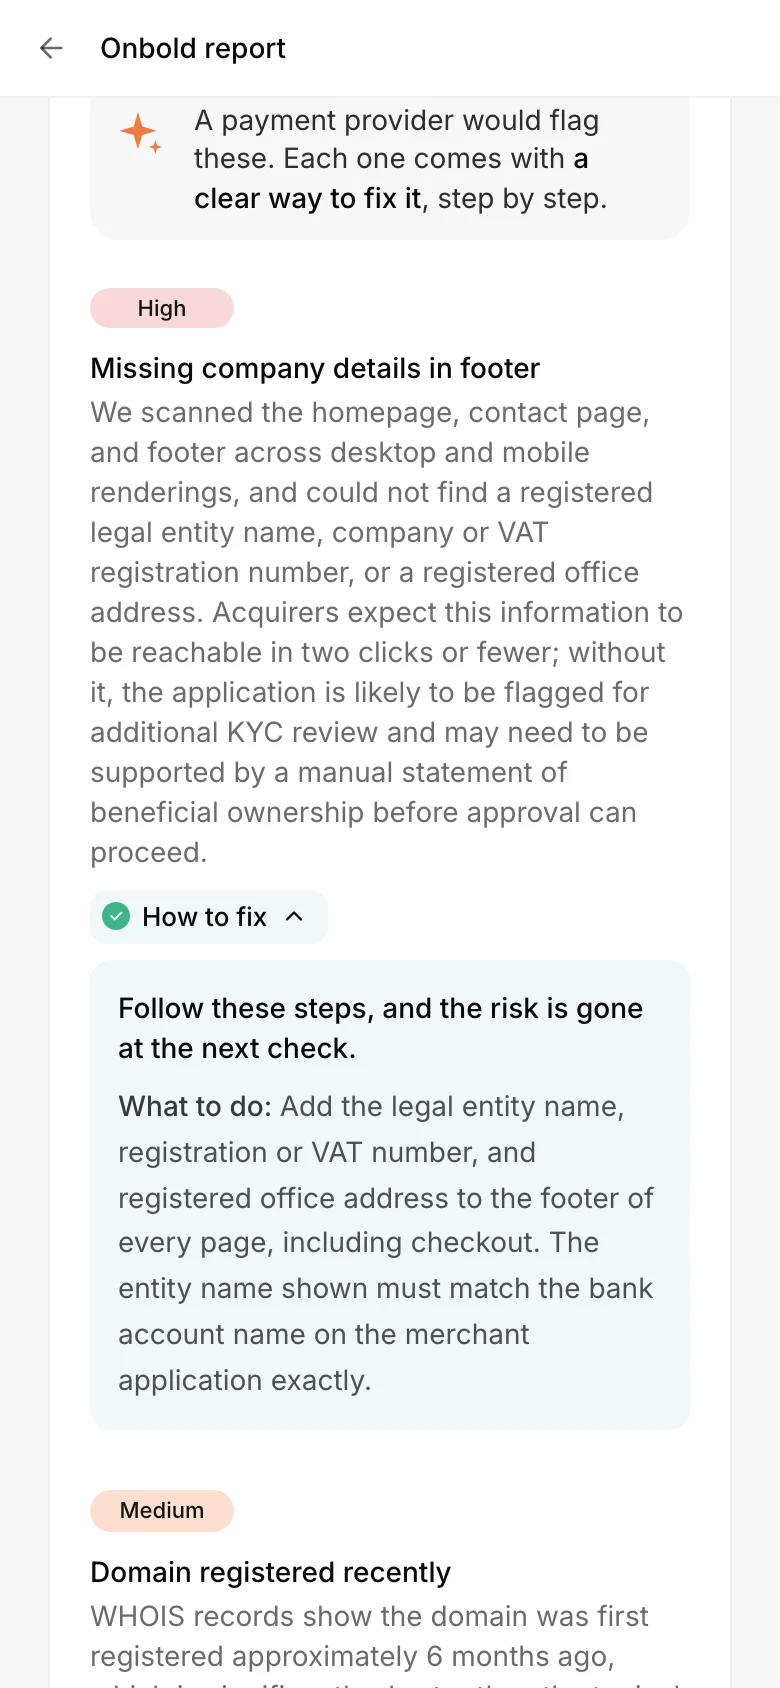 Onbold report
A payment provider would flag
these. Each one comes with a
clear way to fix it, step by step.
High
Missing company details in footer
We scanned the homepage, contact page,
and footer across desktop and mobile
renderings, and could not find a registered
legal entity name, company or VAT
registration number, or a registered office
address. Acquirers expect this information to
be reachable in two clicks or fewer; without
it, the application is likely to be flagged for
additional KYC review and may need to be
supported by a manual statement of
beneficial ownership before approval can
proceed.
How to fix
Follow these steps, and the risk is gone
at the next check.
What to do: Add the legal entity name,
registration or VAT number, and
registered office address to the footer of
every page, including checkout. The
entity name shown must match the bank
account name on the merchant
application exactly.
Medium
Domain registered recently
WHOIS records show the domain was first
registered approximately 6 months ago,